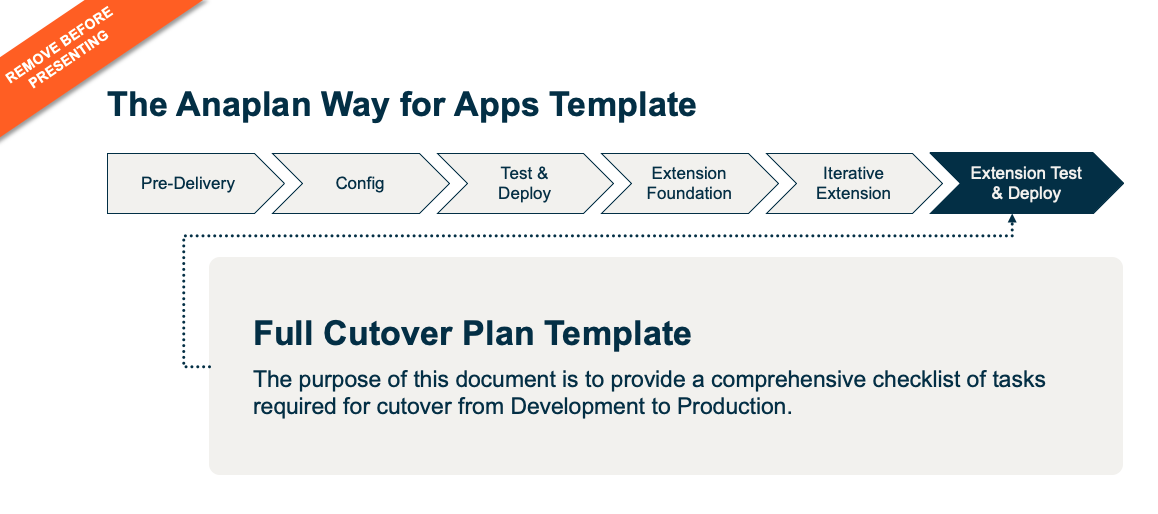 REMOVE BEFORE
PRESENTING
The Anaplan Way for Apps Template
Pre-Delivery
Config
Test &
Deploy
Extension
Foundation
Iterative
Extension
Extension Test
& Deploy
Full Cutover Plan Template
The purpose of this document is to provide a comprehensive checklist of tasks
required for cutover from Development to Production.